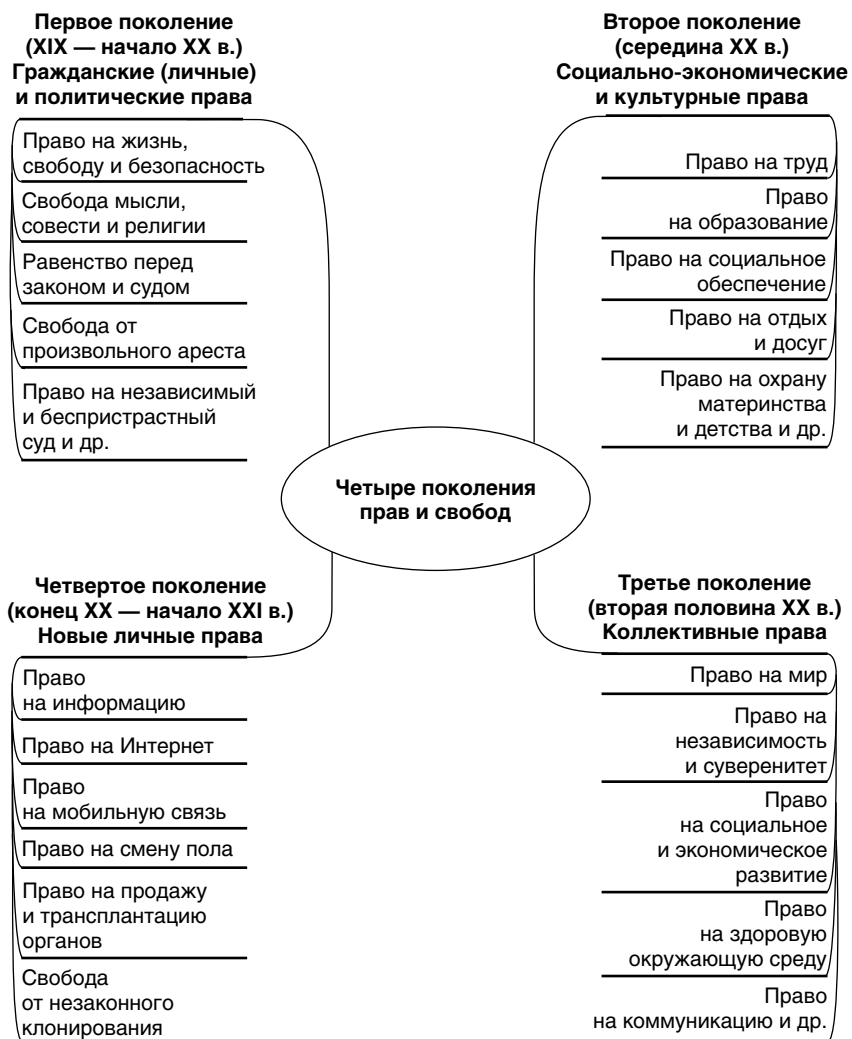 Первое поколение
(XIX — начало XX в.)
Гражданские (личные)
и политические права
Право на жизнь,
свободу и безопасность
Свобода мысли,
совести и религии
Равенство перед
законом и судом
Свобода от
произвольного ареста
Право на независимый
и беспристрастный
суд и др.
Второе поколение
(середина XX в.)
Социально-экономические
и культурные права
Право на труд
Право
на образование
Право на социальное
обеспечение
Право на отдых
и досуг
Право на охрану
материнства
и детства и др.
Четыре поколения
прав и свобод
Четвертое поколение
(конец XX — начало XXI в.)
Новые личные права
Право
на информацию
Право на Интернет
Право
на мобильную связь
Право на смену пола
Право на продажу
и трансплантацию
органов
Свобода
от незаконного
клонирования
Третье поколение
(вторая половина XX в.)
Коллективные права
Право на мир
Право на
независимость
и суверенитет
Право
на социальное
и экономическое
развитие
Право
на здоровую
окружающую среду
Право
на коммуникацию и др.